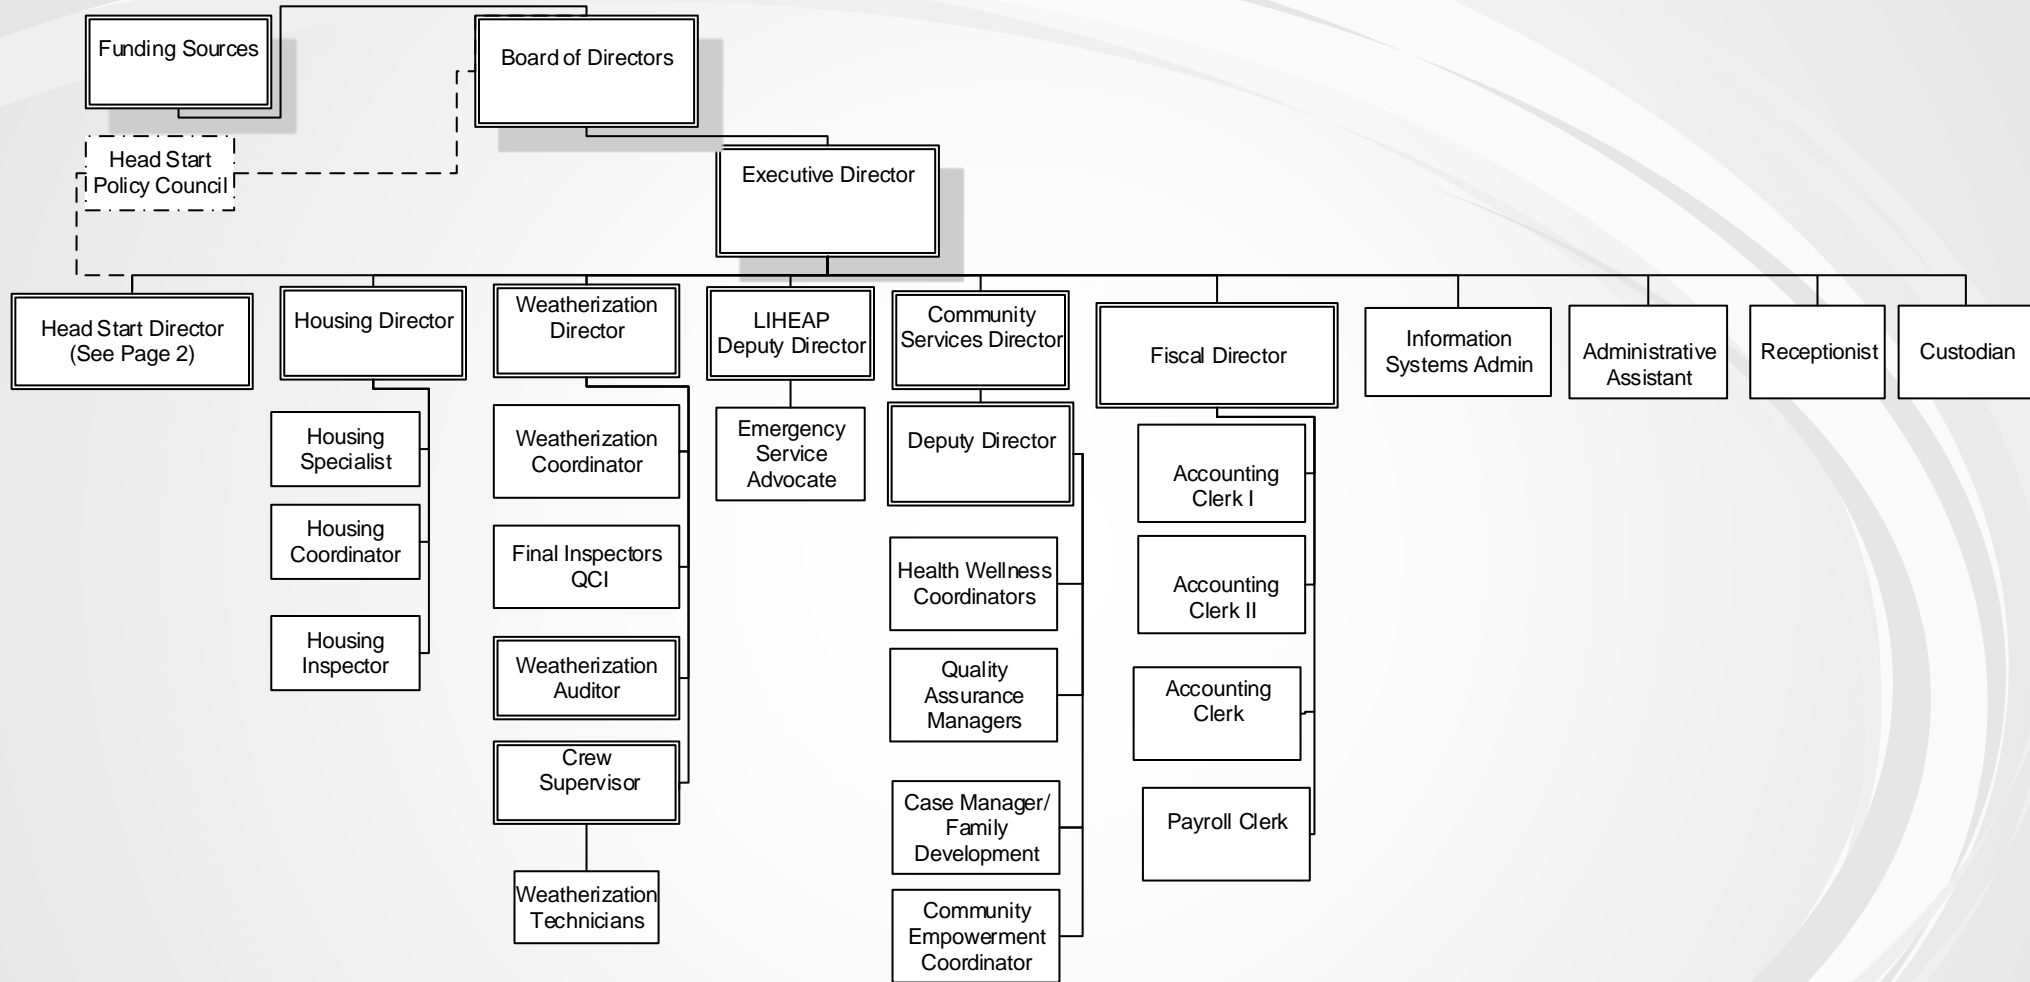 Funding Sources
Board of Directors
Head Start
Policy Council
Executive Director
Head Start Director
(See Page 2)
Housing Director
Weatherization
Director
LIHEAP
Deputy Director
Community
Services Director
Fiscal Director
Information
Systems Admin
Administrative
Assistant
Receptionist
Custodian
Housing
Specialist
Housing
Coordinator
Housing
Inspector
Weatherization
Coordinator
Final Inspectors
QCI
Weatherization
Auditor
Crew
Supervisor
Weatherization
Technicians
Emergency
Service
Advocate
Deputy Director
Health Wellness
Coordinators
Quality
Assurance
Managers
Case Manager/
Family
Development
Community
Empowerment
Coordinator
Accounting
Clerk I
Accounting
Clerk II
Accounting
Clerk
Payroll Clerk